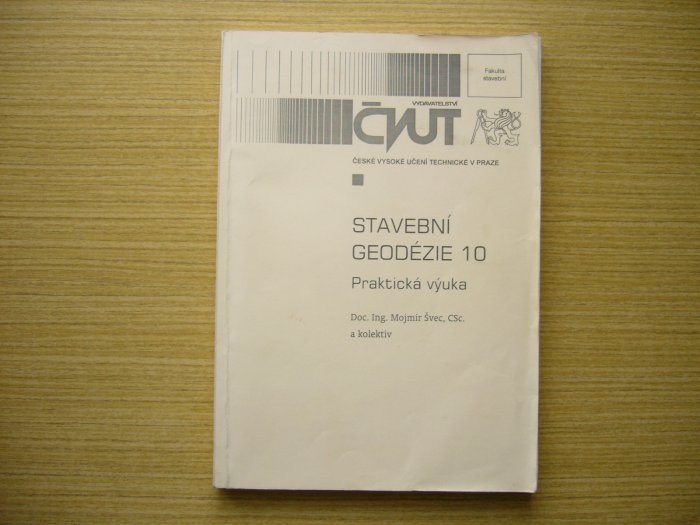 Fakulta
stavební
VYDAVATELSTVÍ
ČVUT
ČESKÉ VYSOKÉ UČENÍ TECHNICKÉ V PRAZE
STAVEBNÍ
GEODÉZIE 10
Praktická výuka
Doc. Ing. Mojmír Švec, CSc.
a kolektiv